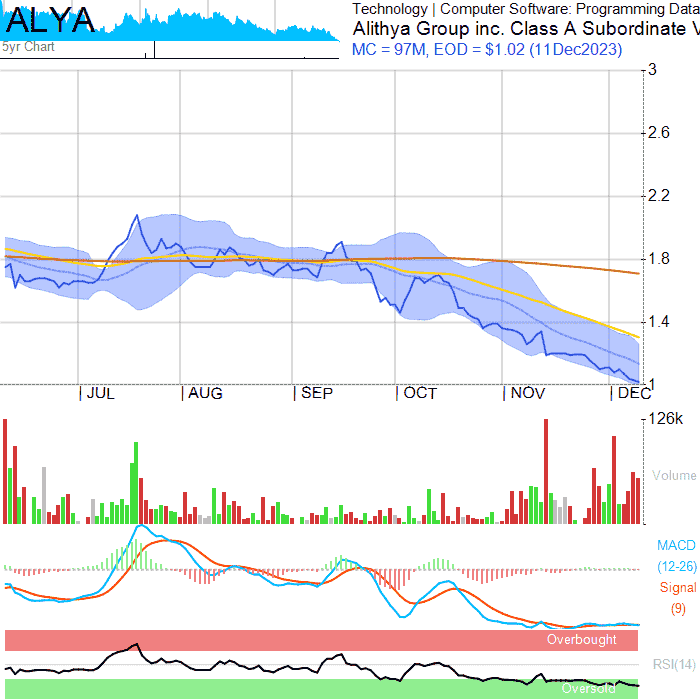 ALYA
Technology | Computer Software: Programming Data
Alithya Group inc. Class A Subordinate V
5yr Chart
MC = 97M, EOD = $1.02 (11Dec2023)
3
2.6
2.2
1.8
1.4
1
JUL
AUG
SEP
OCT
NOV
DEC
126k
Volume
MACD
(12-26)
Signal
(9)
Overbought
RSI(14)
Oversold